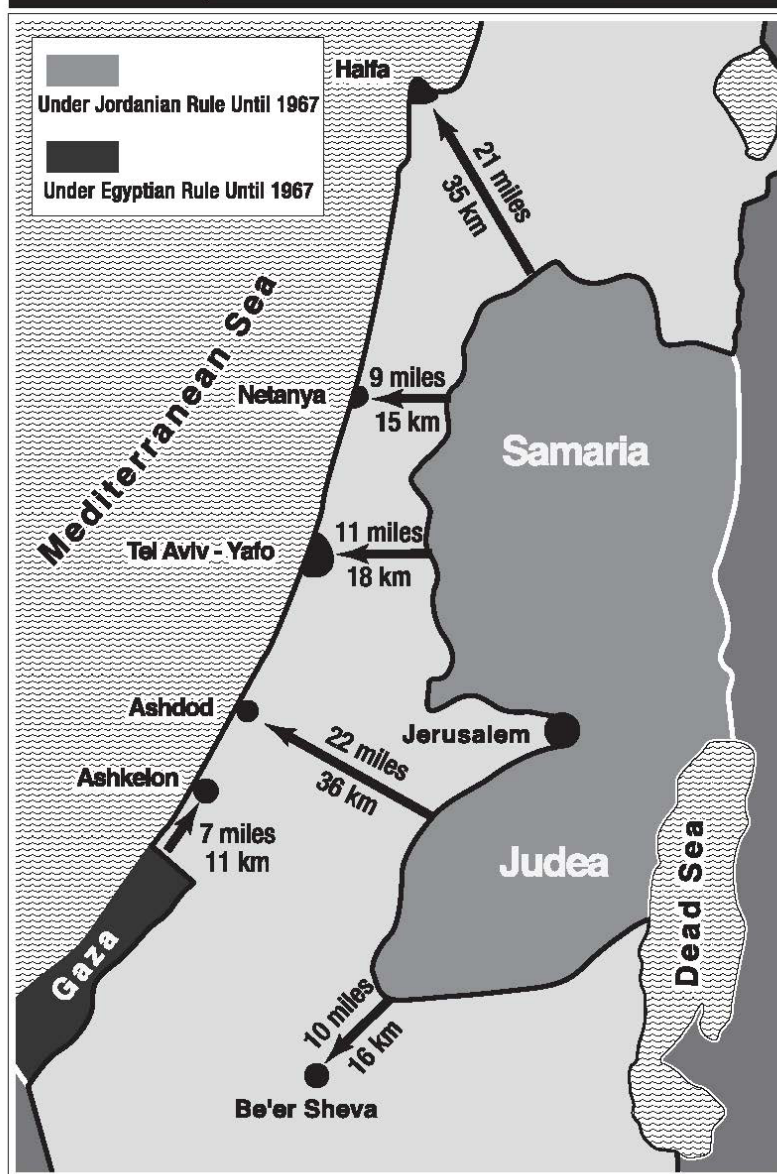 Haifa
Under Jordanian Rule Until 1967
Under Egyptian Rule Until 1967
21 miles
35 km
Mediterranean Sea
Netanya
9 miles
15 km
Samaria
Tel Aviv - Yafo
11 miles
18 km
Ashdod
Jerusalem
22 miles
36 km
Ashkelon
7 miles
11 km
Judea
Dead Sea
Gaza
10 miles
16 km
Be'er Sheva